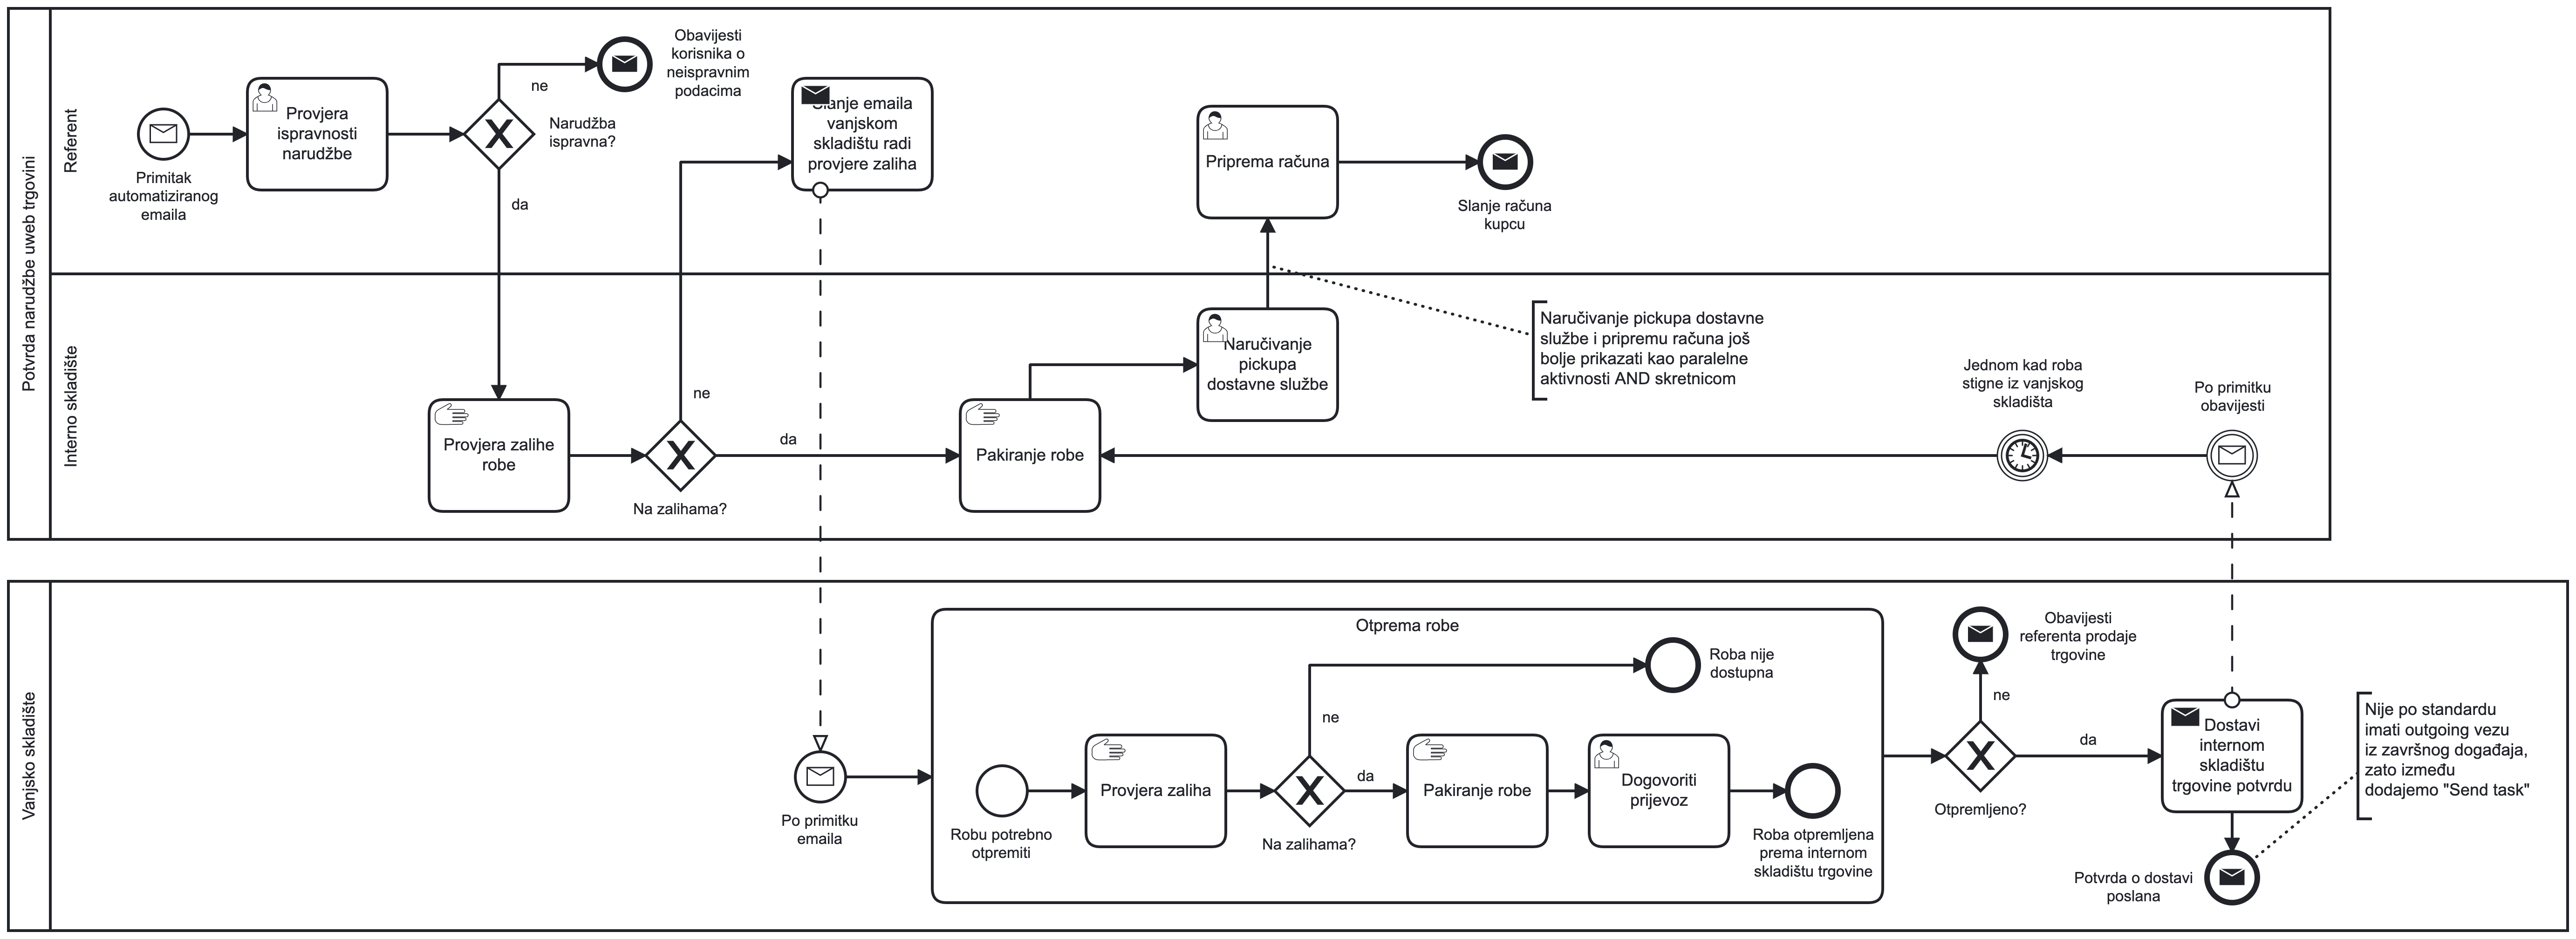 Potvrda narudžbe uweb trgovini
Referent
Primitak
automatiziranog
emaila
Provjera
ispravnosti
narudžbe
ne
Narudžba
ispravna?
da
Obavijesti
korisnika o
neispravnim
podacima
Slanje emaila
vanjskom
skladištu radi
provjere zaliha
Priprema računa
Slanje računa
kupcu
Interno skladište
Provjera zalihe
robe
ne
Na zalihama?
da
Pakiranje robe
Naručivanje
pickupa
dostavne službe
Naručivanje pickupa dostavne
službe i pripremu računa još
bolje prikazati kao paralelne
aktivnosti AND skretnicom
Jednom kad roba
stigne iz vanjskog
skladišta
Po primitku
obavijesti
Vanjsko skladište
Po primitku
emaila
Otprema robe
Robu potrebno
otpremiti
Provjera zaliha
ne
Na zalihama?
da
Roba nije
dostupna
Pakiranje robe
Dogovoriti
prijevoz
Roba otpremljena
prema internom
skladištu trgovine
Obavijesti
referenta prodaje
trgovine
ne
Otpremljeno?
da
Dostavi
internom
skladištu
trgovine potvrdu
Potvrda o dostavi
poslana
Nije po standardu
imati outgoing vezu
iz završnog događaja,
zato između
dodajemo "Send task"